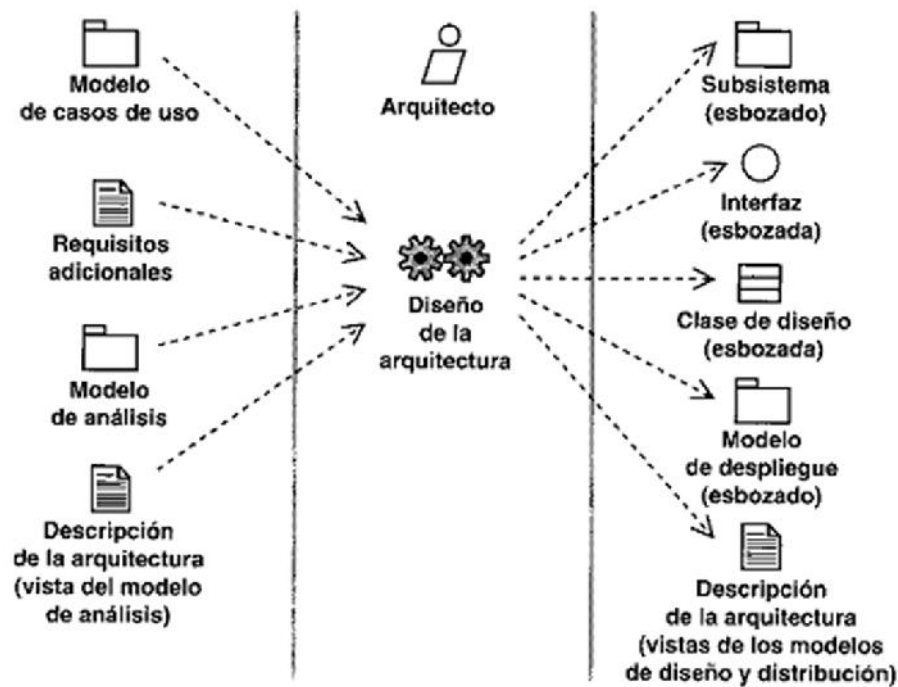 Modelo
de casos de uso
Requisitos
adicionales
Modelo
de análisis
Descripción
de la arquitectura
(vista del modelo
de análisis)
Arquitecto
Diseño
de la
arquitectura
Subsistema
(esbozado)
Interfaz
(esbozada)
Clase de diseño
(esbozada)
Modelo
de despliegue
(esbozado)
Descripción
de la arquitectura
(vistas de los modelos
de diseño y distribución)